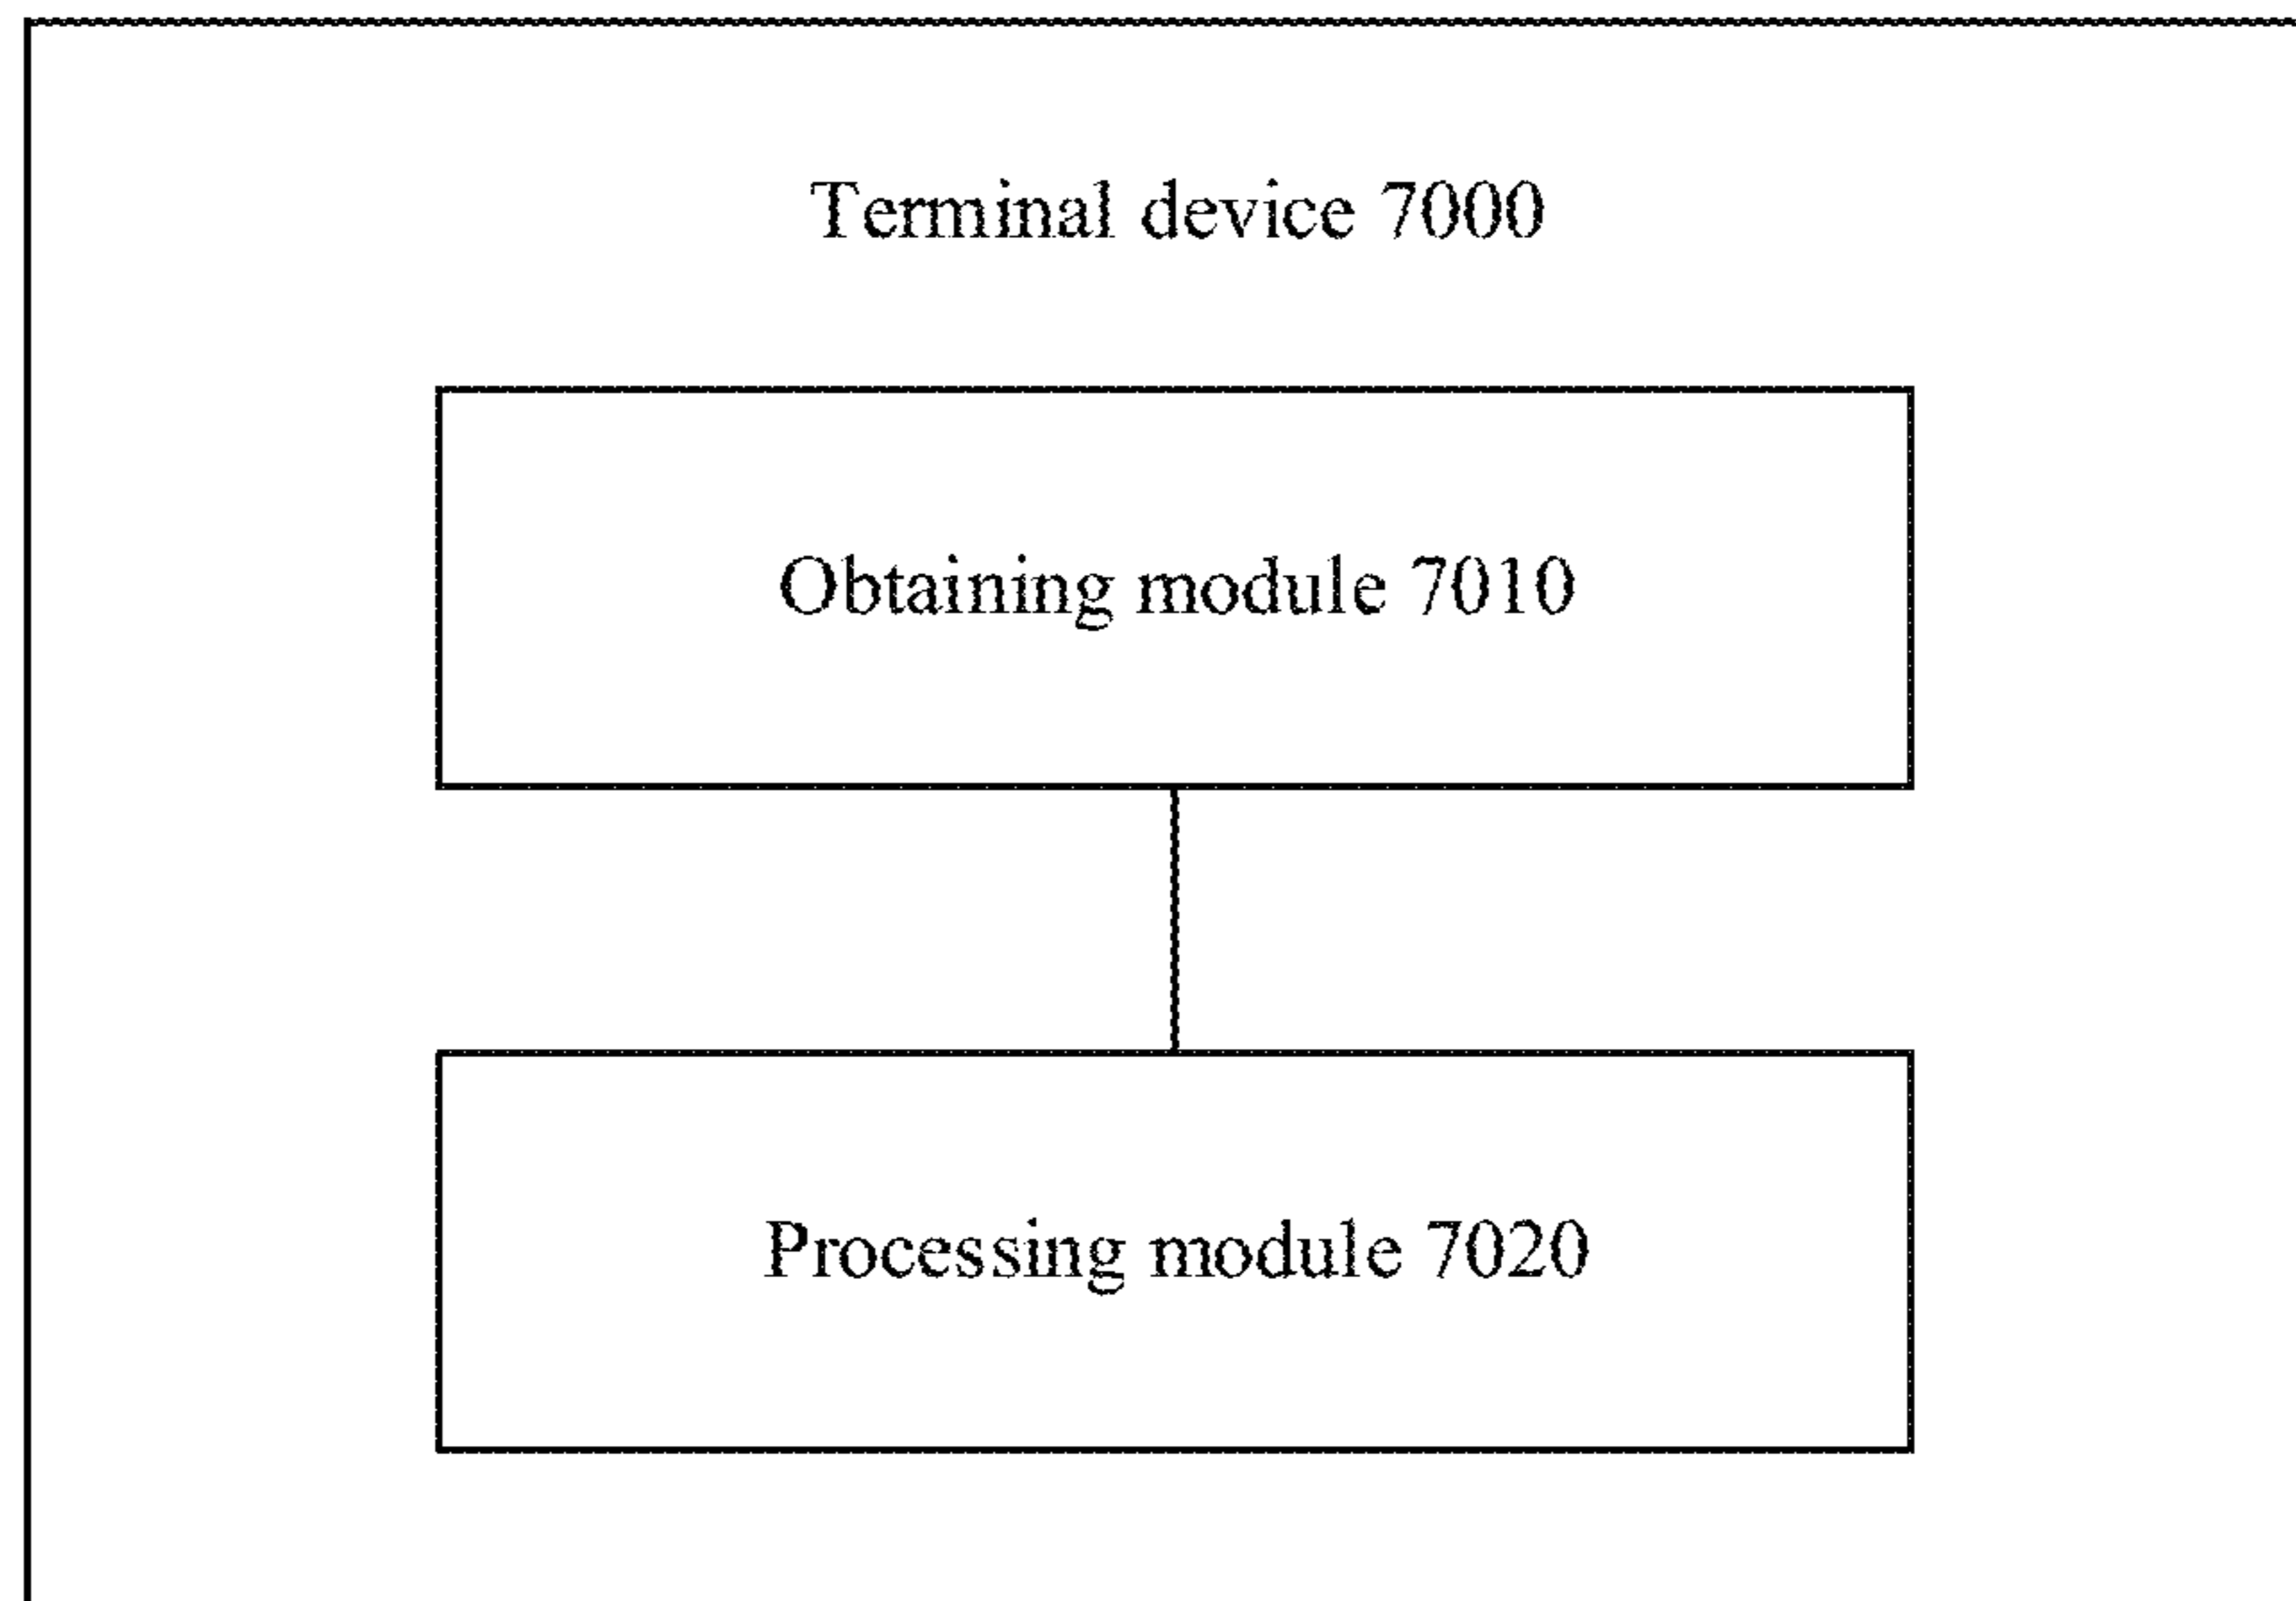 Terminal device 7000
Obtaining module 7010
Processing module 7020